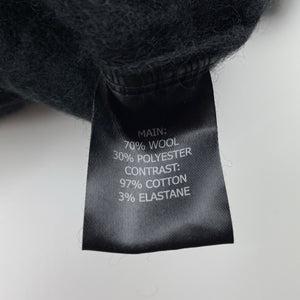 MAIN:
70% WOOL
30% POLYESTER
CONTRAST:
97% COTTON
3% ELASTANE